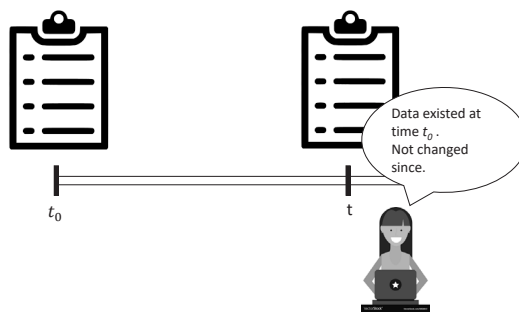 Data existed at
time t₀ .
Not changed
since.
t₀
t